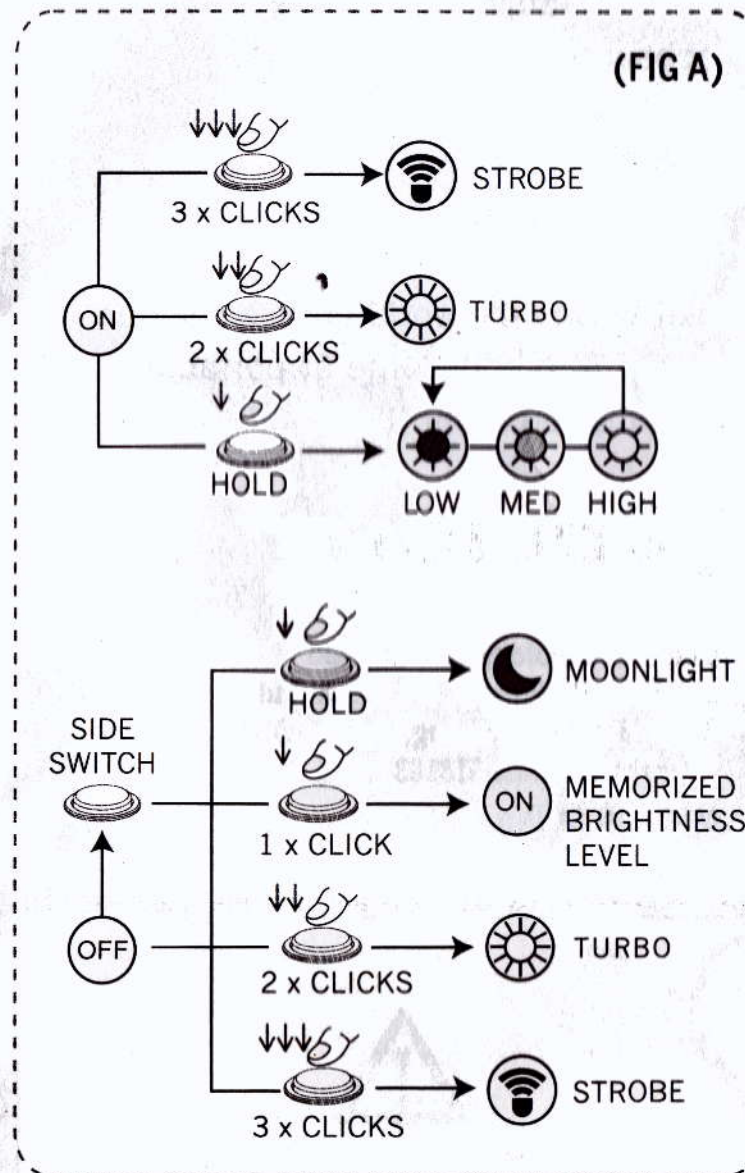 (FIG A)
3 x CLICKS
STROBE
ON
2 x CLICKS
TURBO
HOLD
LOW MED HIGH
HOLD
MOONLIGHT
SIDE
SWITCH
1 x CLICK
ON
MEMORIZED
BRIGHTNESS
LEVEL
OFF
2 x CLICKS
TURBO
3 x CLICKS
STROBE